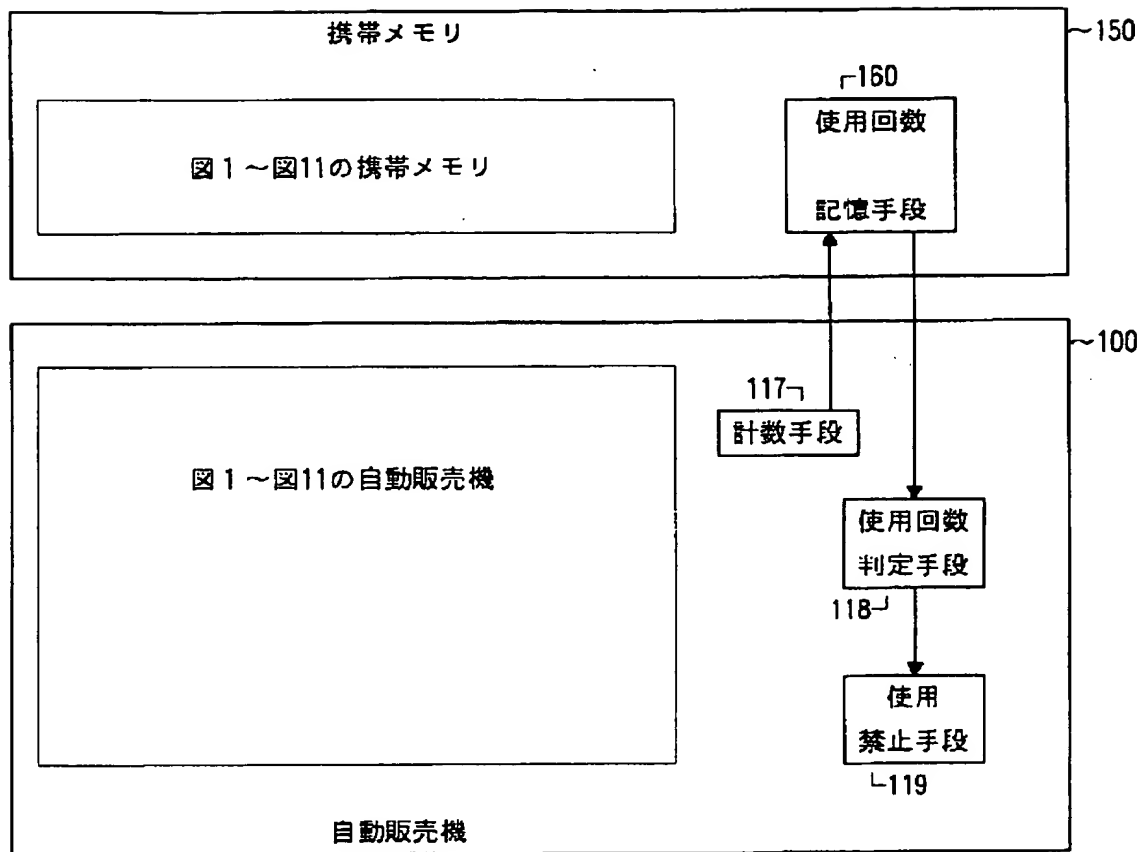 携帯メモリ
～150
┌160
使用回数
記憶手段
図1～図11の携帯メモリ
～100
117┐
計数手段
図1～図11の自動販売機
使用回数
判定手段
118┘
使用
禁止手段
└119
自動販売機